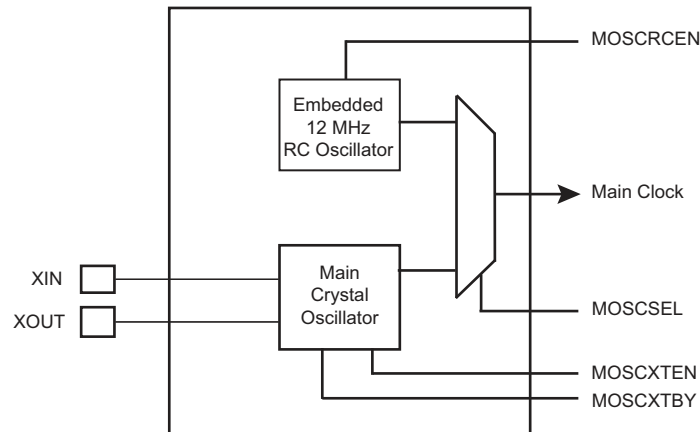 MOSCRCEN
Embedded
12 MHz
RC Oscillator
Main Clock
XIN
XOUT
Main
Crystal
Oscillator
MOSCSEL
MOSCXTEN
MOSCXTBY